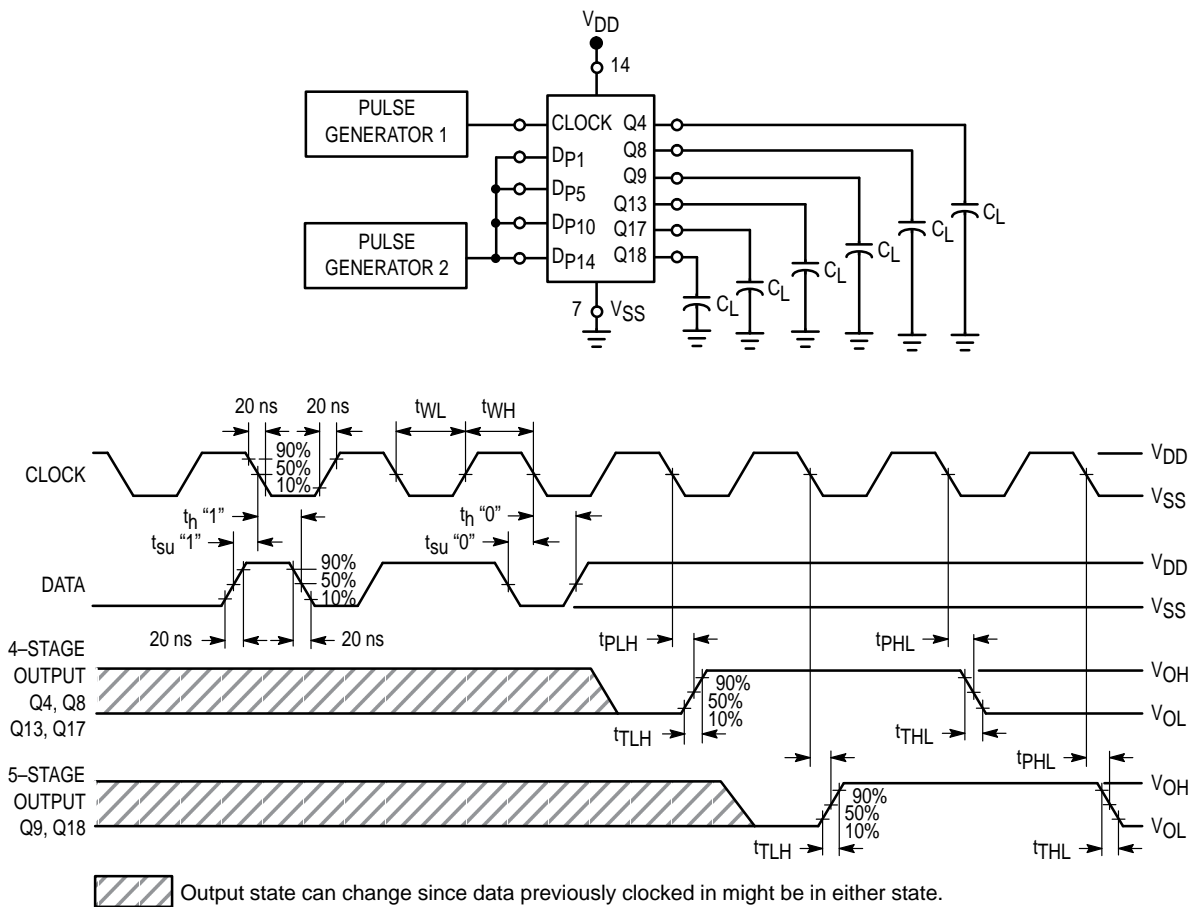 VDD
14
PULSE
GENERATOR 1
CLOCK
DP1
DP5
DP10
DP14
Q4
Q8
Q9
Q13
Q17
Q18
PULSE
GENERATOR 2
CL
CL
CL
CL
CL
CL
7
VSS
20 ns
20 ns
tWL
tWH
CLOCK
90%
50%
10%
VDD
VSS
th “1”
tsu “1”
th “0”
tsu “0”
DATA
90%
50%
10%
VDD
VSS
20 ns
20 ns
tPLH
tPHL
4–STAGE
OUTPUT
Q4, Q8
Q13, Q17
90%
50%
10%
VOH
VOL
tTLH
tTHL
tPHL
5–STAGE
OUTPUT
Q9, Q18
90%
50%
10%
VOH
VOL
tTLH
tTHL
Output state can change since data previously clocked in might be in either state.